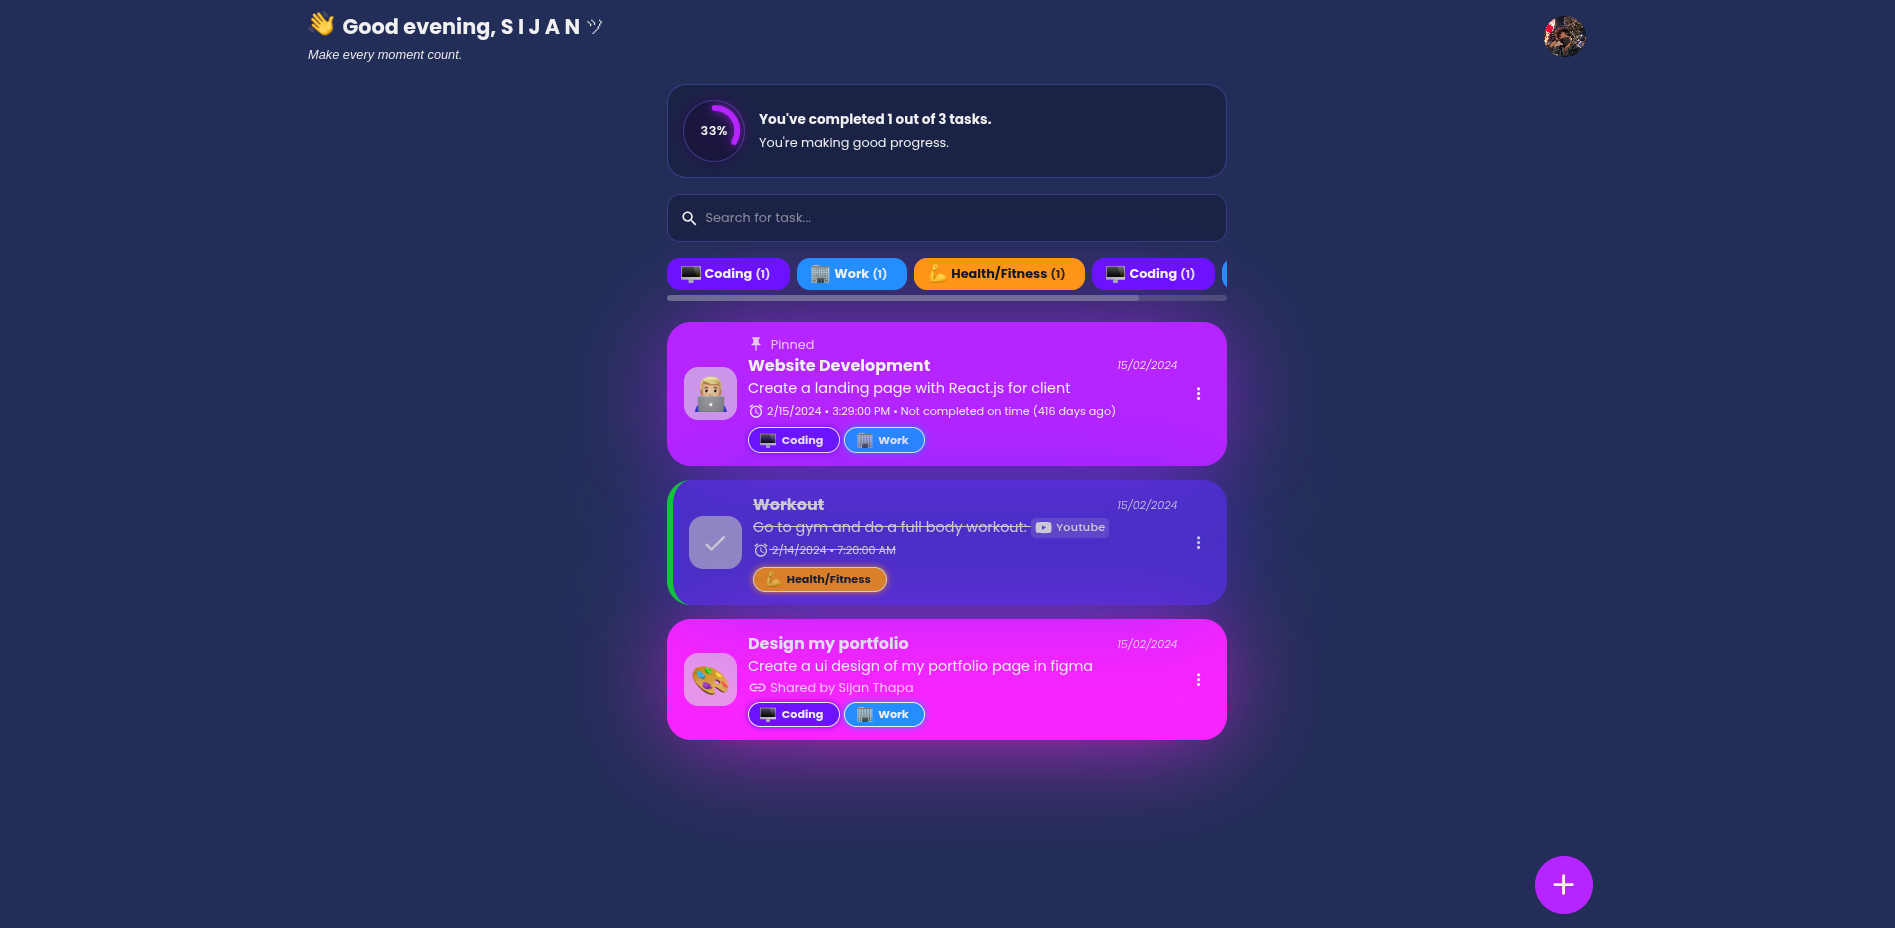 👋 Good evening, S I J A N ツ
Make every moment count.
33%
You've completed 1 out of 3 tasks.
You're making good progress.
Search for task...
Coding (1)
Work (1)
Health/Fitness (1)
Coding (1)
Pinned
Website Development
15/02/2024
Create a landing page with React.js for client
2/15/2024 • 3:29:00 PM • Not completed on time (416 days ago)
Coding
Work
Workout
15/02/2024
Go to gym and do a full body workout: Youtube
2/14/2024 • 7:20:00 AM
Health/Fitness
Design my portfolio
15/02/2024
Create a ui design of my portfolio page in figma
Shared by Sijan Thapa
Coding
Work